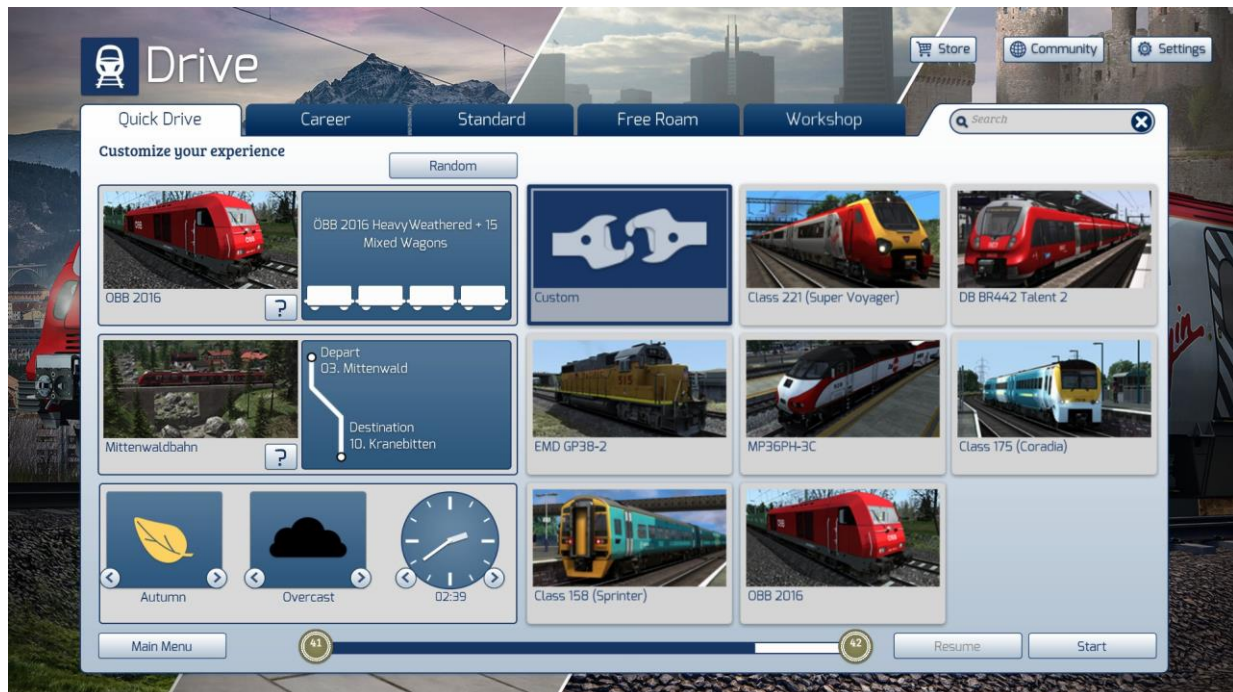 Drive
Store
Community
Settings
Quick Drive
Career
Standard
Free Roam
Workshop
Search
Customize your experience
Random
ÖBB 2016 HeavyWeathered + 15
Mixed Wagons
OBB 2016
?
Custom
Class 221 (Super Voyager)
DB BR442 Talent 2
Depart
03. Mittenwald
Destination
10. Kranebitten
Mittenwaldbahn
?
EMD GP38-2
MP36PH-3C
Class 175 (Coradia)
515
Autumn
Overcast
02:39
Class 158 (Sprinter)
OBB 2016
Main Menu
41
42
Resume
Start